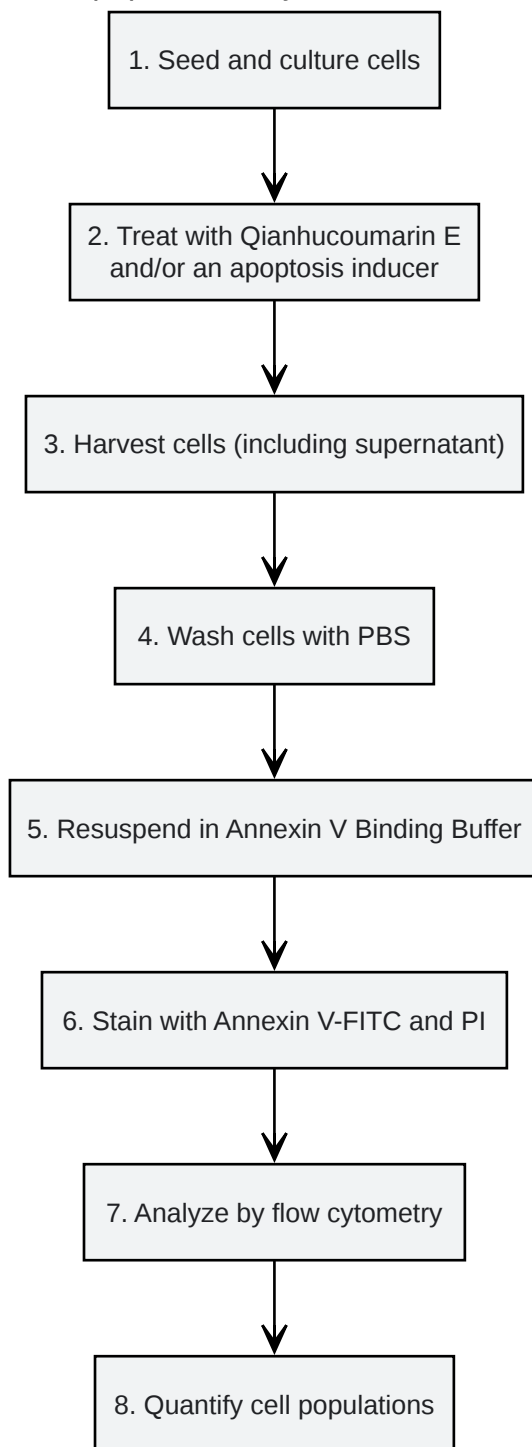 1. Seed and culture cells
2. Treat with Qianhucoumarin E
and/or an apoptosis inducer
3. Harvest cells (including supernatant)
4. Wash cells with PBS
5. Resuspend in Annexin V Binding Buffer
6. Stain with Annexin V-FITC and PI
7. Analyze by flow cytometry
8. Quantify cell populations